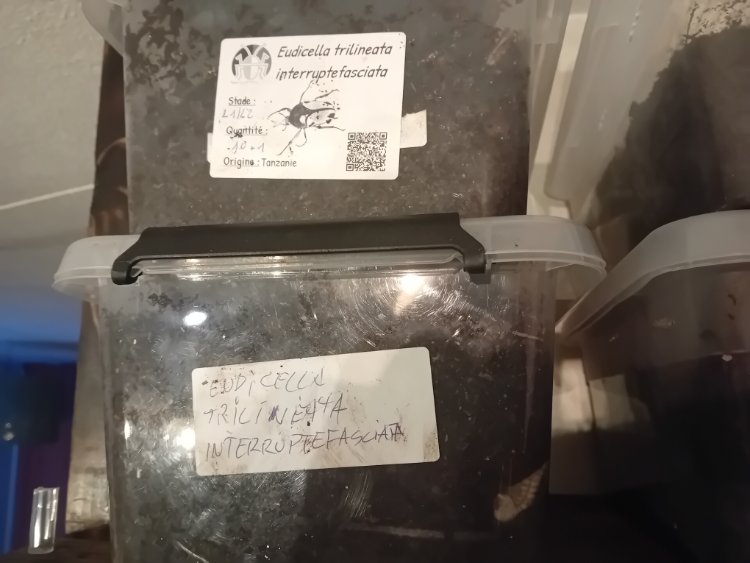 Eudicella trilineata
interruptefasciata
Stade :
L1/L2
Quantité :
10 + 1
Origine : Tanzanie
EUDICELLA
TRILINEATA
INTERRUPTEFASCIATA